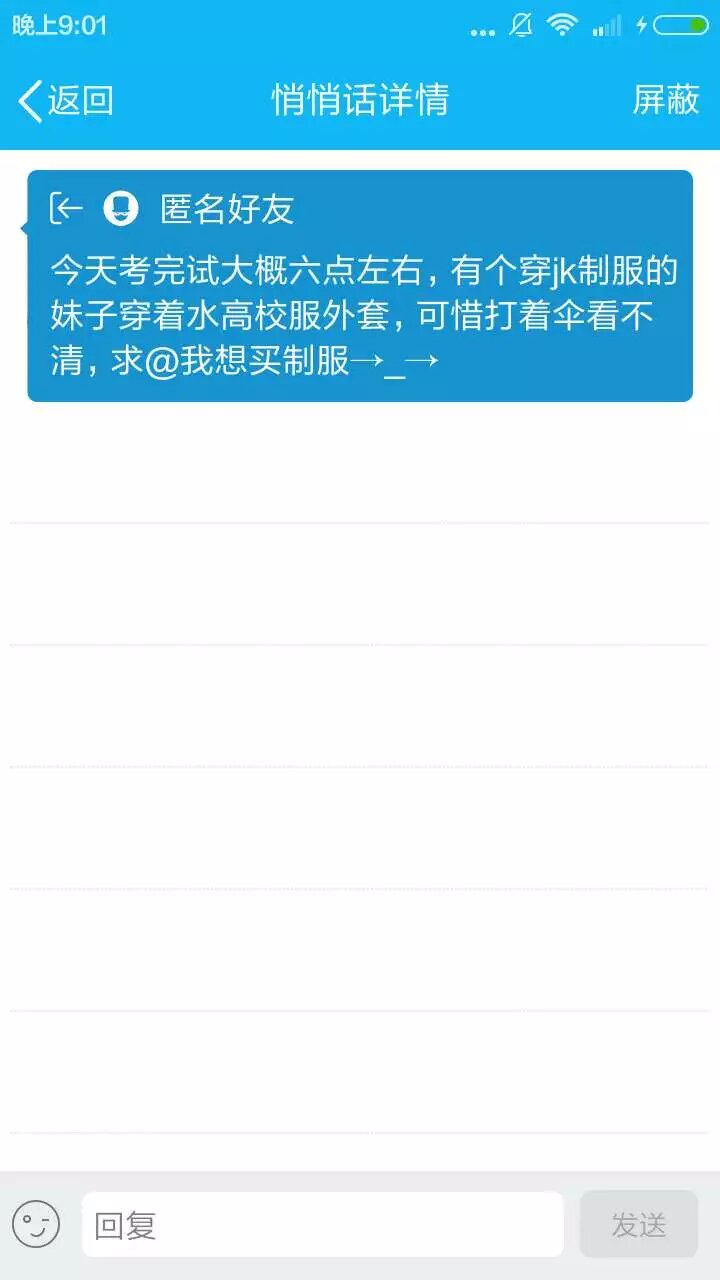 晚上9:01
返回
悄悄话详情
屏蔽
匿名好友
今天考完试大概六点左右，有个穿jk制服的
妹子穿着水高校服外套，可惜打着伞看不
清，求@我想买制服→_→
回复
发送